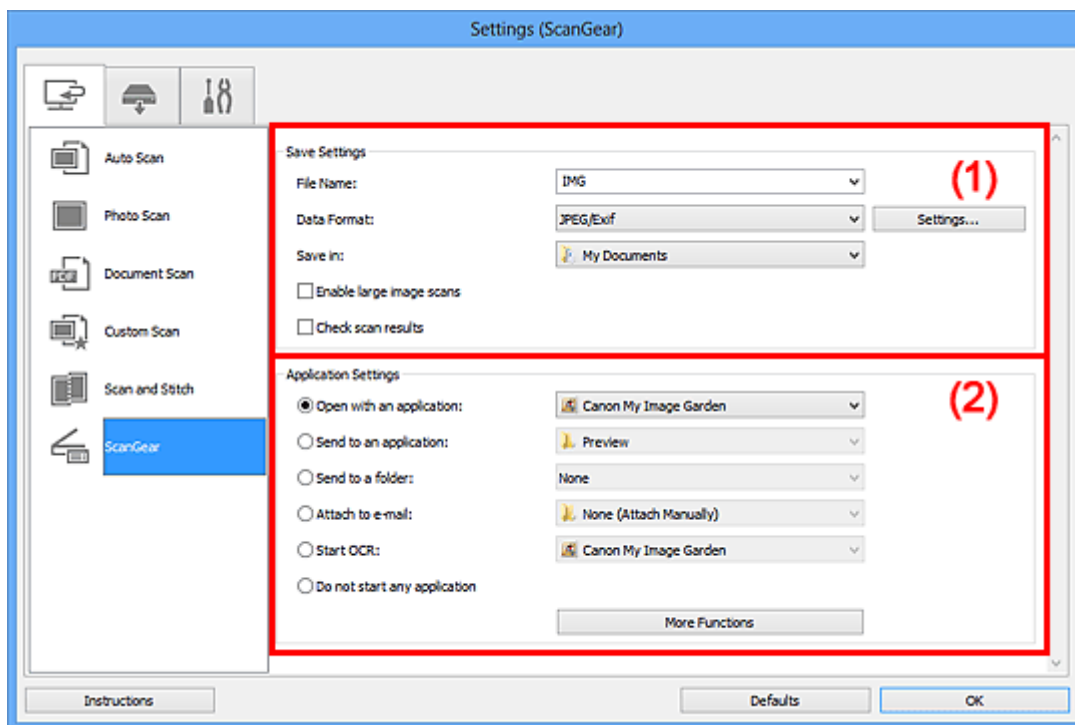 Settings (ScanGear)
Auto Scan
Photo Scan
PDF
Document Scan
Custom Scan
Scan and Stitch
ScanGear
Save Settings
(1)
File Name: IMG
Data Format: JPEG/Exif Settings...
Save in: My Documents
Enable large image scans
Check scan results
Application Settings
(2)
Open with an application: Canon My Image Garden
Send to an application: Preview
Send to a folder: None
Attach to e-mail: None (Attach Manually)
Start OCR: Canon My Image Garden
Do not start any application
More Functions
Instructions Defaults OK